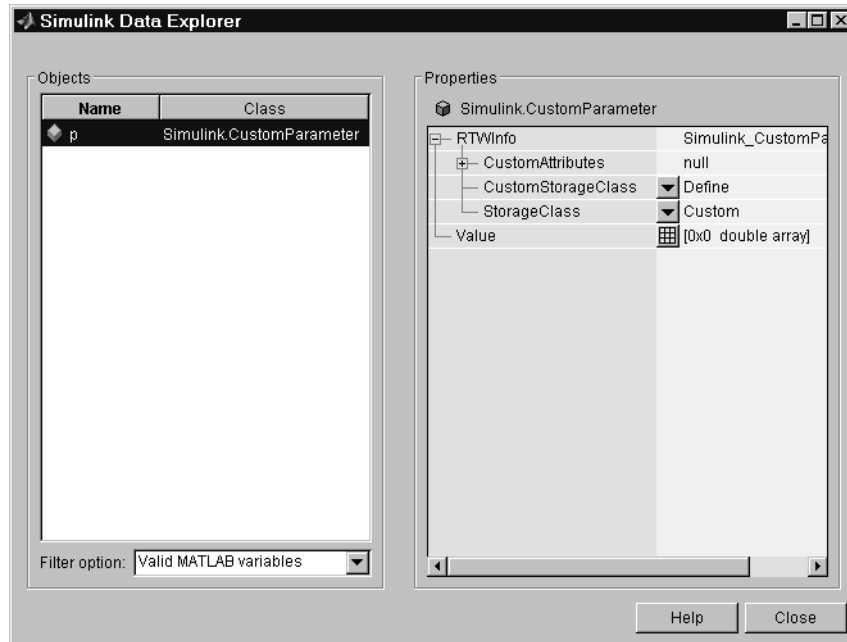 Simulink Data Explorer
Objects
Name Class
p Simulink.CustomParameter
Filter option: Valid MATLAB variables
Properties
Simulink.CustomParameter
RTWInfo Simulink_CustomPa
CustomAttributes null
CustomStorageClass Define
StorageClass Custom
Value [0x0 double array]
Help Close